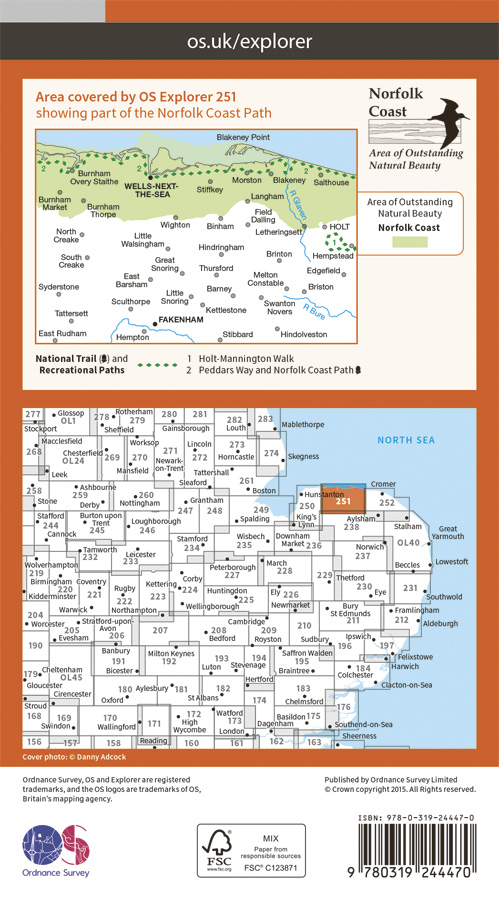 os.uk/explorer
Area covered by OS Explorer 251
showing part of the Norfolk Coast Path
Norfolk
Coast
Area of Outstanding
Natural Beauty
Area of Outstanding
Natural Beauty
Norfolk Coast
Blakeney Point
2
2
Burnham
Overy Staithe
WELLS-NEXT-
THE-SEA
Stiffkey
Morston
Blakeney
Salthouse
Burnham
Market
Burnham
Thorpe
Langham
R Glaven
Wighton
Binham
Field
Dalling
Letheringsett
HOLT
1
Hempstead
North
Creake
Little
Walsingham
Hindringham
South
Creake
Great
Snoring
Thursford
Brinton
Edgefield
Syderstone
East
Barsham
Little
Snoring
Barney
Melton
Constable
Briston
Sculthorpe
Kettlestone
Swanton
Novers
R Bure
Tattersett
FAKENHAM
East Rudham
Hempton
Stibbard
Hindolveston
National Trail ( ) and
Recreational Paths
1 Holt-Mannington Walk
2 Peddars Way and Norfolk Coast Path
277
Glossop
OL1
278
Rotherham
279
280
281
282
Louth
283
Mablethorpe
Stockport
Sheffield
Gainsborough
Macclesfield
268
Chesterfield
OL24
269
Worksop
270
271
Lincoln
272
273
Horncastle
274
Skegness
NORTH SEA
Leek
Mansfield
Newark-
on-Trent
Tattershall
Sleaford
261
258
Stone
Ashbourne
259
Derby
260
Nottingham
Grantham
247
248
Boston
249
Spalding
Hunstanton
250
King's
Lynn
251
Cromer
252
Stafford
244
Cannock
Burton upon
Trent
245
Loughborough
246
Aylsham
238
Stalham
Great
Yarmouth
Tamworth
232
Leicester
233
Stamford
234
Wisbech
235
Downham
Market
236
Norwich
237
OL40
Wolverhampton
219
Peterborough
227
March
228
Beccles
Lowestoft
Birmingham
220
Kidderminster
Coventry
221
Rugby
222
Kettering
223
Corby
224
Huntingdon
225
Ely
226
229
Thetford
230
Eye
231
Southwold
Warwick
Northampton
Wellingborough
Newmarket
Bury
St Edmunds
211
Framlingham
212
Aldeburgh
204
Worcester
205
Evesham
Stratford-upon-
Avon
206
207
208
Bedford
Cambridge
209
Royston
210
Sudbury
196
Ipswich
197
Felixstowe
Harwich
190
Banbury
191
Bicester
Milton Keynes
192
193
Luton
194
Stevenage
Saffron Walden
195
Braintree
184
Colchester
Clacton-on-Sea
179
Cheltenham
OL45
Gloucester
Cirencester
180
Oxford
Aylesbury
181
182
St Albans
Hertford
174
183
Chelmsford
176
Stroud
168
169
Swindon
170
Wallingford
171
172
High
Wycombe
Watford
173
London
Dagenham
Basildon
175
Southend-on-Sea
156
157
158
Reading
160
161
162
163
Sheerness
Cover photo: © Danny Adcock
Ordnance Survey, OS and Explorer are registered
trademarks, and the OS logos are trademarks of OS,
Britain's mapping agency.
Published by Ordnance Survey Limited
© Crown copyright 2015. All Rights reserved.
OS
Ordnance Survey
FSC
www.fsc.org
MIX
Paper from
responsible sources
FSC® C123871
ISBN: 978-0-319-24447-0
9 780319 244470